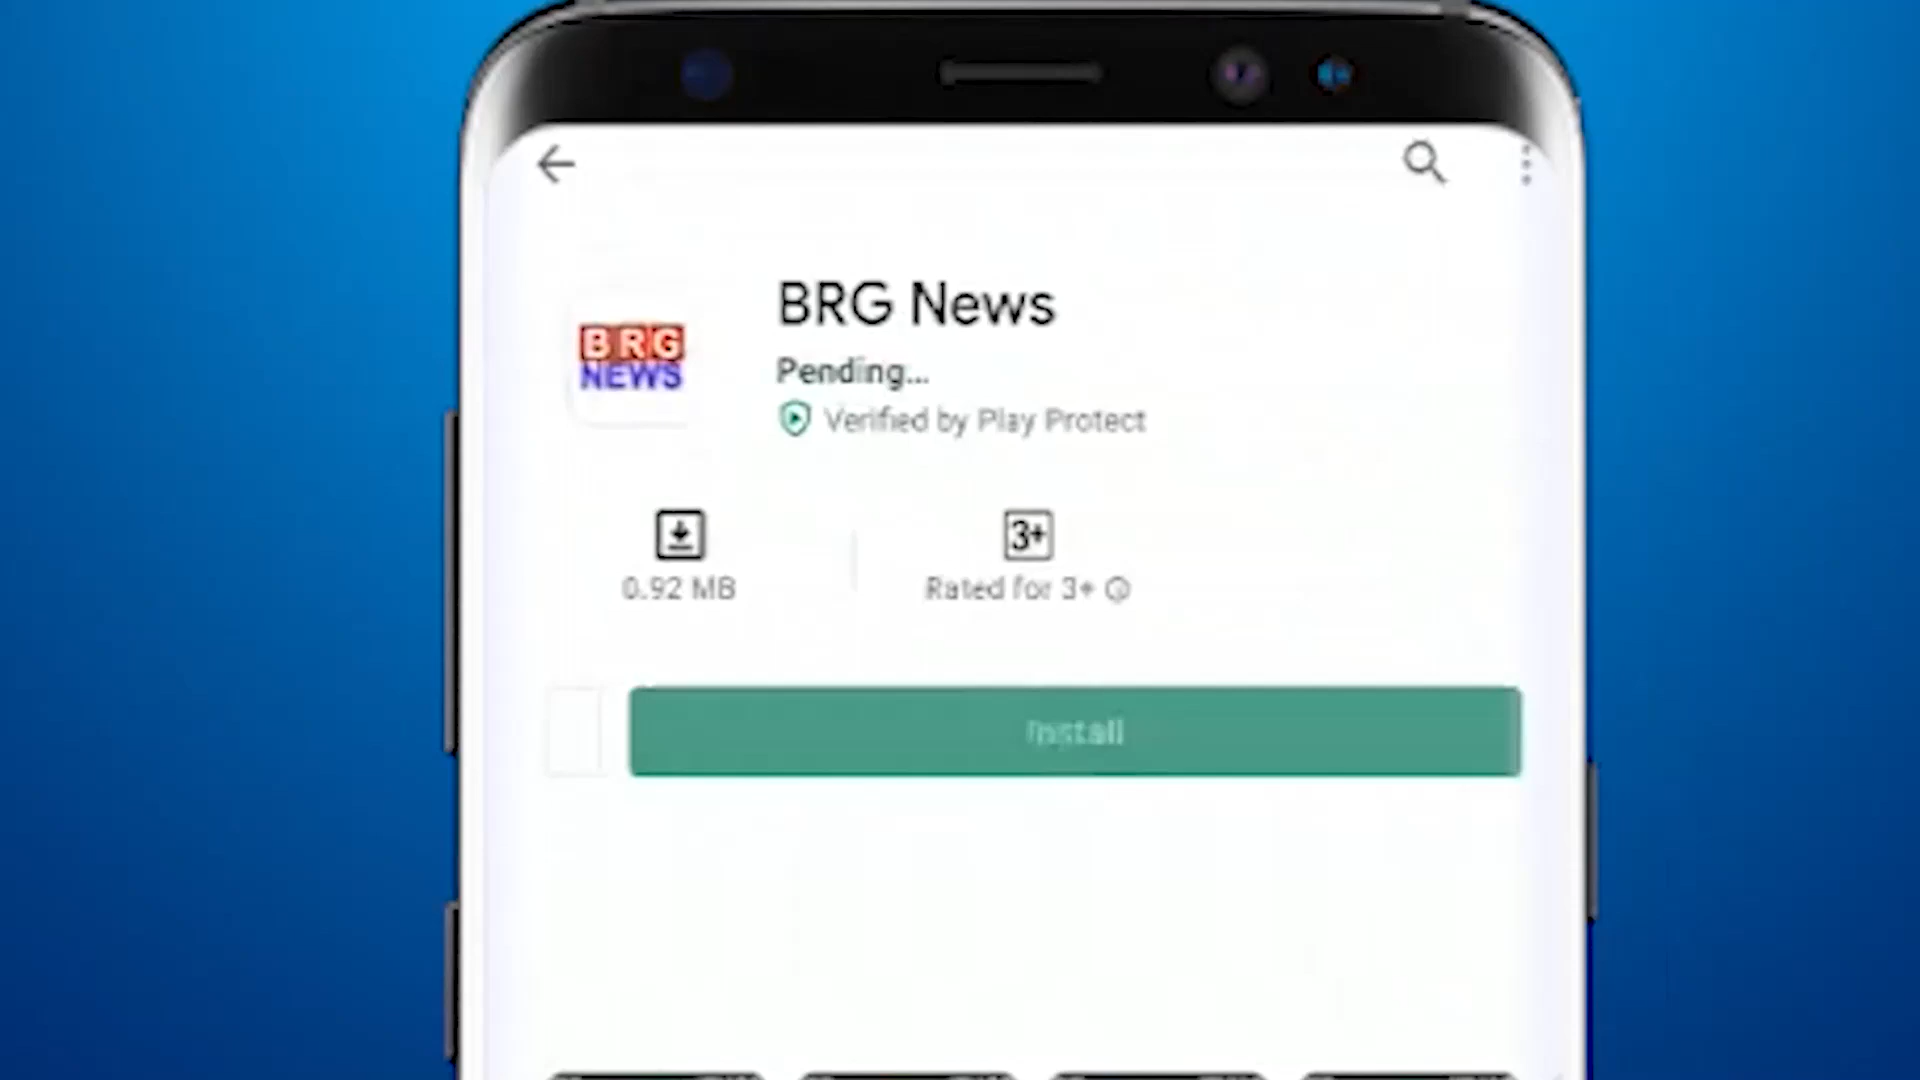 BRG News
BRG
NEWS
Pending...
Verified by Play Protect
3+
0.92 MB
Rated for 3+
Install